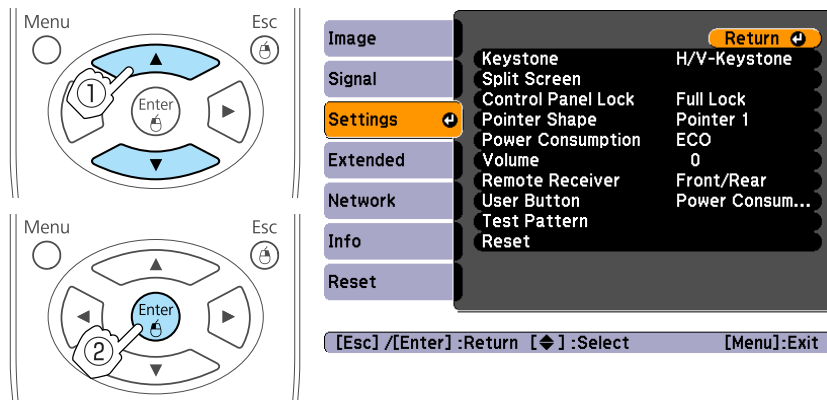 Menu
Esc
1
Enter
Menu
Esc
Enter
2
Image
Signal
Settings
Extended
Network
Info
Reset
Return
Keystone H/V-Keystone
Split Screen
Control Panel Lock Full Lock
Pointer Shape Pointer 1
Power Consumption ECO
Volume 0
Remote Receiver Front/Rear
User Button Power Consum...
Test Pattern
Reset
[Esc] /[Enter] :Return [◆] :Select [Menu]:Exit